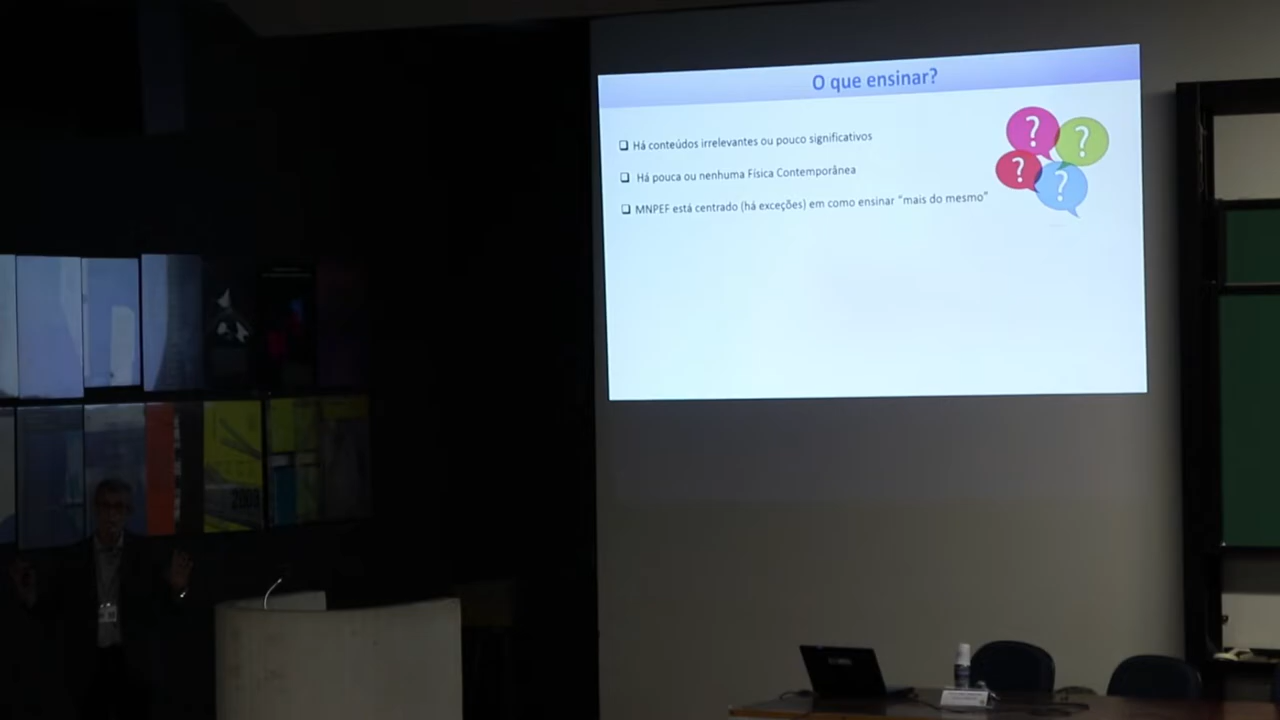 O que ensinar?
❑ Há conteúdos irrelevantes ou pouco significativos
❑ Há pouca ou nenhuma Física Contemporânea
❑ MNPEF está centrado (há exceções) em como ensinar “mais do mesmo”
? ?
? ?
2003